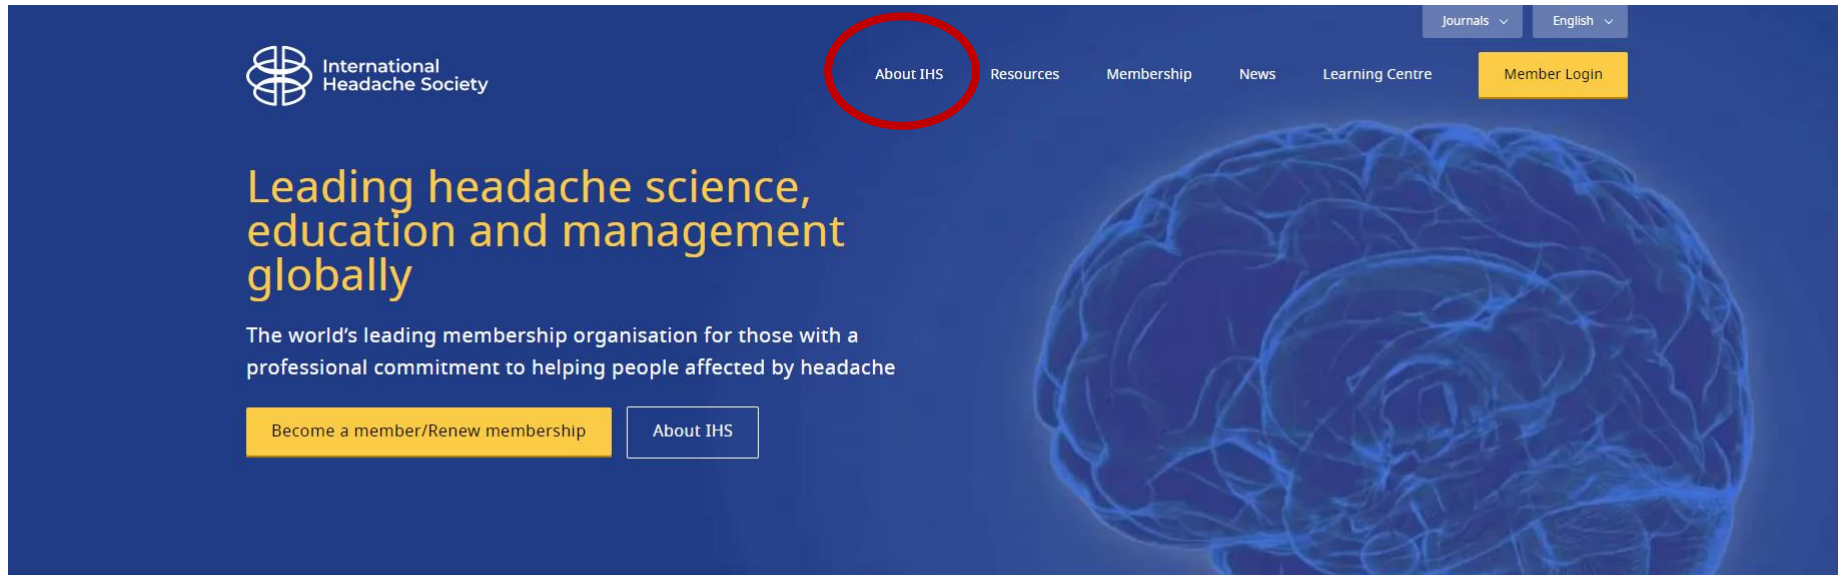 Journals English
International
Headache Society
About IHS Resources Membership News Learning Centre Member Login
Leading headache science,
education and management
globally
The world’s leading membership organisation for those with a
professional commitment to helping people affected by headache
Become a member/Renew membership About IHS